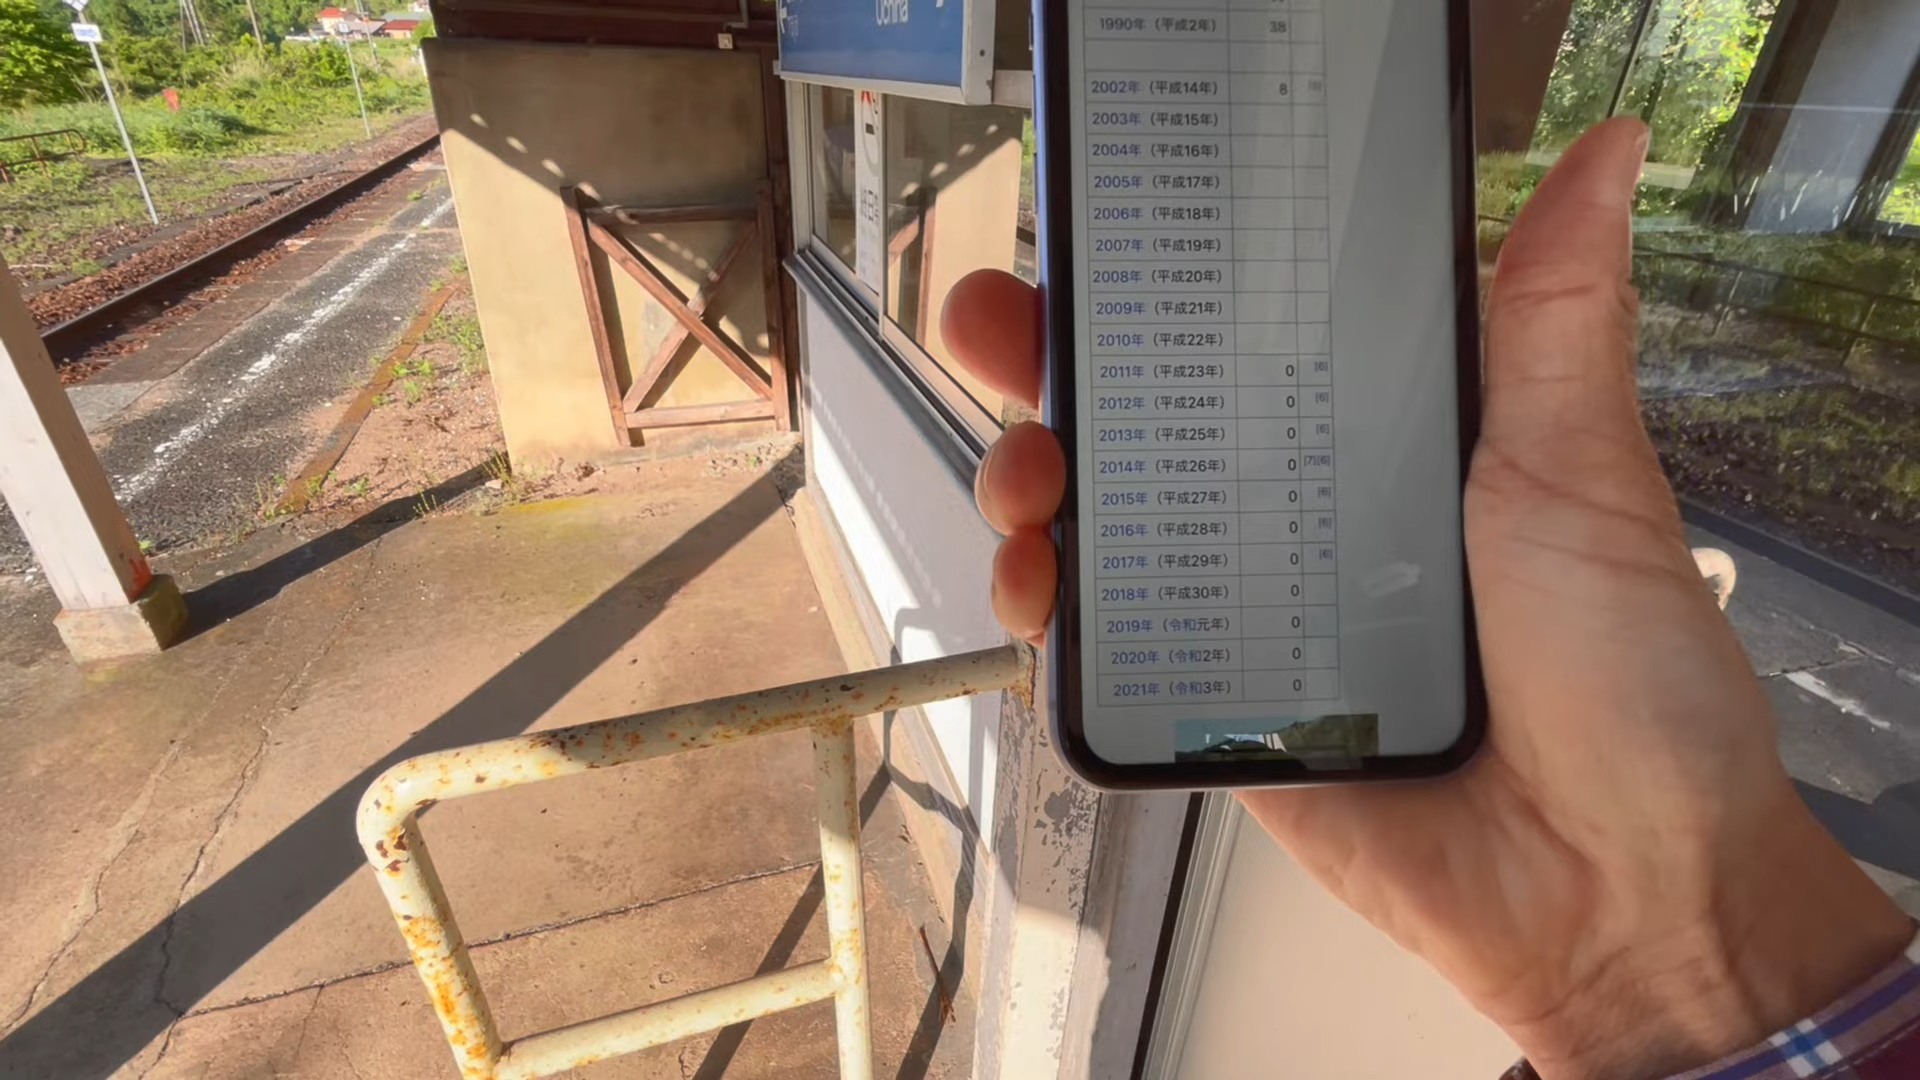 Uchina
1990年（平成2年） 38
2002年（平成14年） 8 [5]
2003年（平成15年）
2004年（平成16年）
2005年（平成17年）
2006年（平成18年）
2007年（平成19年）
2008年（平成20年）
2009年（平成21年）
2010年（平成22年）
2011年（平成23年） 0 [6]
2012年（平成24年） 0 [6]
2013年（平成25年） 0 [6]
2014年（平成26年） 0 [7][6]
2015年（平成27年） 0 [6]
2016年（平成28年） 0 [6]
2017年（平成29年） 0 [6]
2018年（平成30年） 0
2019年（令和元年） 0
2020年（令和2年） 0
2021年（令和3年） 0